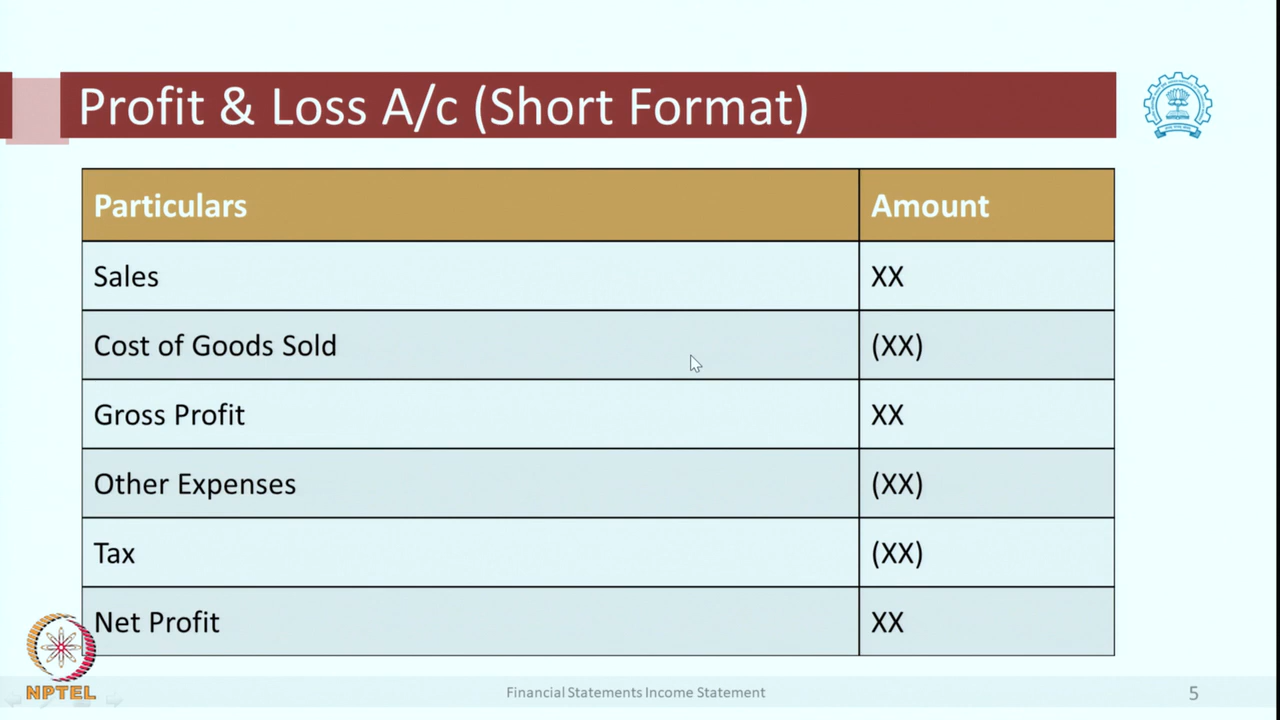 Profit & Loss A/c (Short Format)
Particulars Amount
Sales XX
Cost of Goods Sold (XX)
Gross Profit XX
Other Expenses (XX)
Tax (XX)
Net Profit XX
NPTEL
Financial Statements Income Statement 5